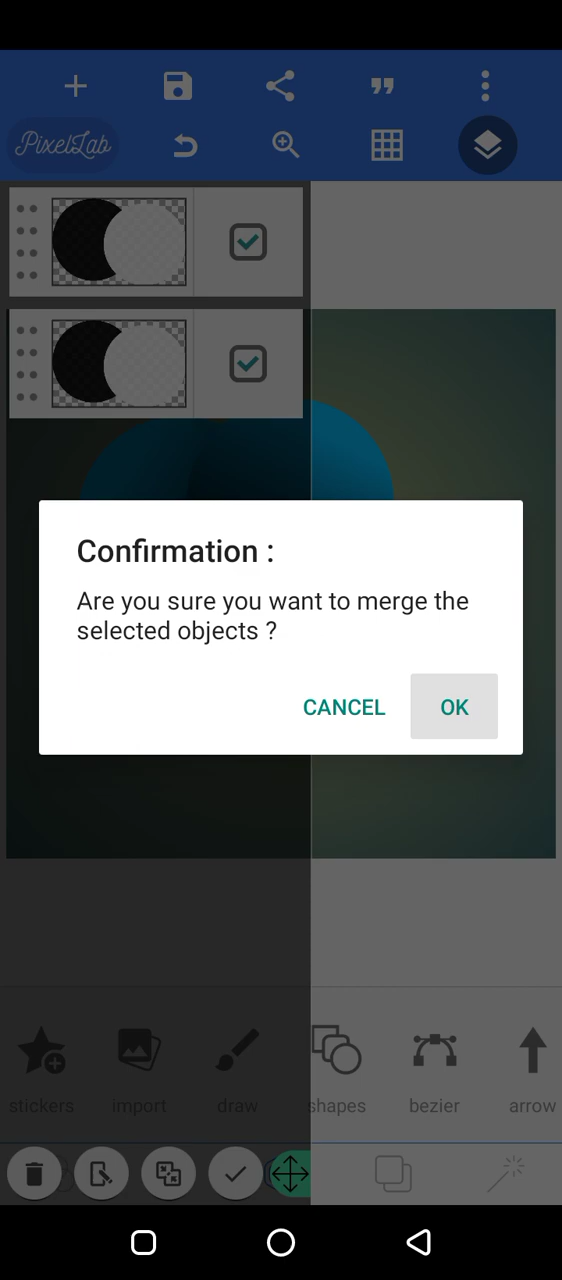 PixelLab
Confirmation :
Are you sure you want to merge the
selected objects ?
CANCEL
OK
stickers
import
draw
shapes
bezier
arrow